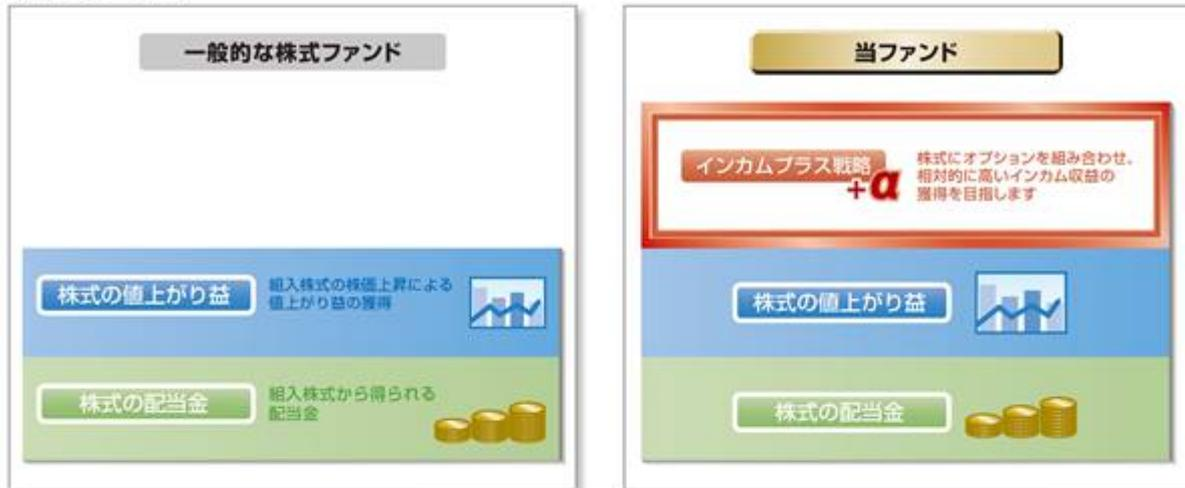 一般的な株式ファンド
株式の値上がり益
組入株式の株価上昇による
値上がり益の獲得
株式の配当金
組入株式から得られる
配当金
当ファンド
インカムプラス戦略
+α
株式にオプションを組み合わせ、
相対的に高いインカム収益の
獲得を目指します
株式の値上がり益
株式の配当金